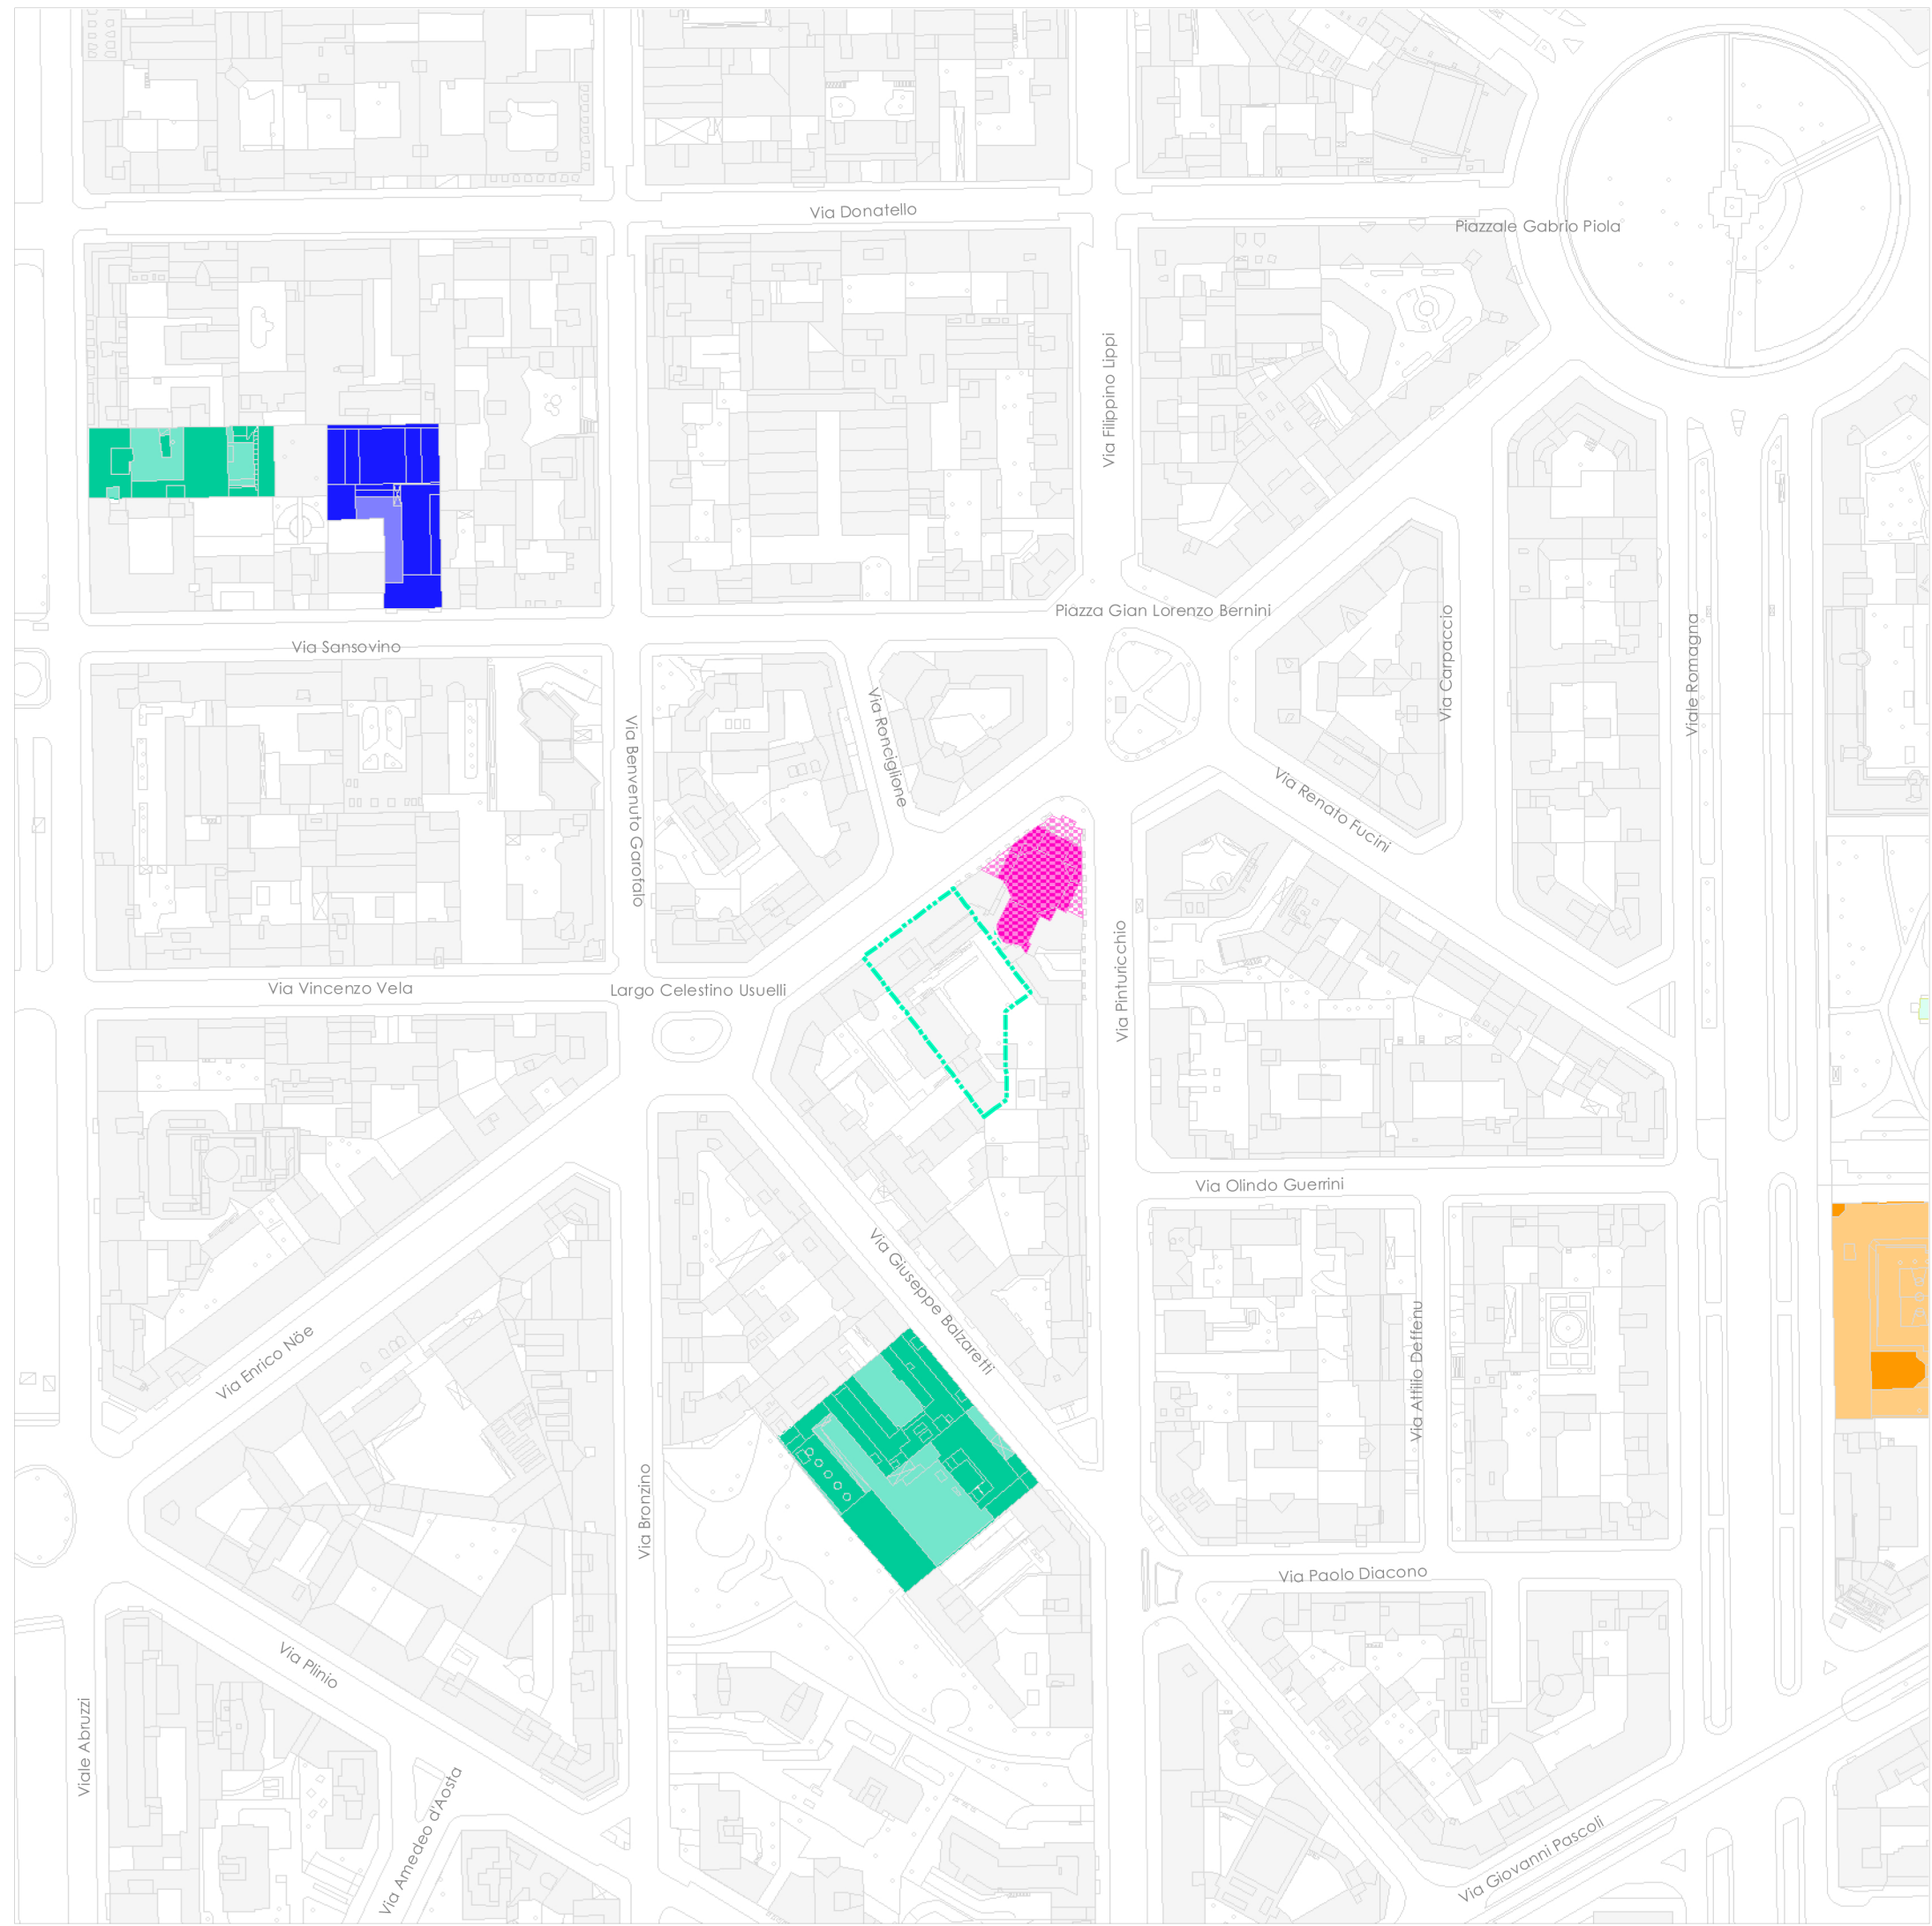 Via Donatello
Piazzale Gabrio Piola
Via Filippino Lippi
Piazza Gian Lorenzo Bernini
Via Sansovino
Via Carpaccio
Viale Romagna
Via Ronciglione
Via Benvenuto Garofalo
Via Renato Fucini
Via Pinturicchio
Via Vincenzo Vela
Largo Celestino Usuelli
Via Olindo Guerrini
Via Giuseppe Balzaretti
Via Enrico Nöe
Via Attilio Deffenu
Via Bronzino
Via Paolo Diacono
Via Plinio
Viale Abruzzi
Via Amedeo d'Aosta
Via Giovanni Pascoli